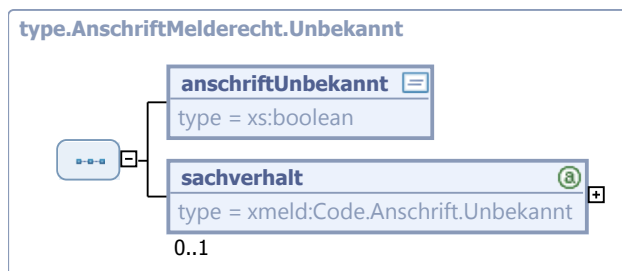 type.AnschriftMelderecht.Unbekannt
anschriftUnbekannt
type = xs:boolean
sachverhalt
type = xmeld:Code.Anschrift.Unbekannt
0..1